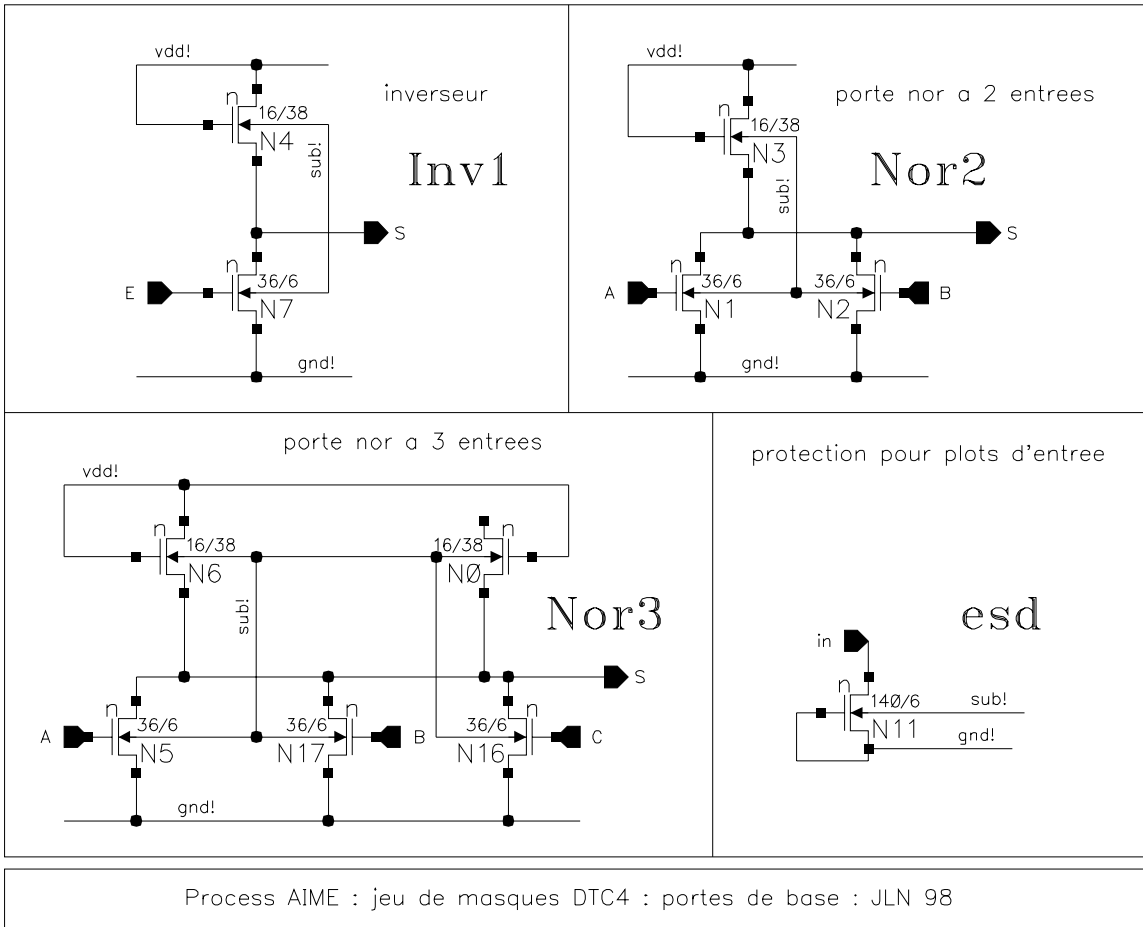 vdd!
inverseur
n
16/38
N4
sub!
Inv1
S
n
E
36/6
N7
gnd!
vdd!
porte nor a 2 entrees
n
16/38
N3
sub!
Nor2
S
n
n
A
36/6
36/6
B
N1
N2
gnd!
porte nor a 3 entrees
vdd!
n
n
16/38
16/38
N6
NØ
sub!
Nor3
S
n
n
n
A
36/6
36/6
B
36/6
C
N5
N17
N16
gnd!
protection pour plots d'entree
esd
in
n
14Ø/6
sub!
N11
gnd!
Process AIME : jeu de masques DTC4 : portes de base : JLN 98